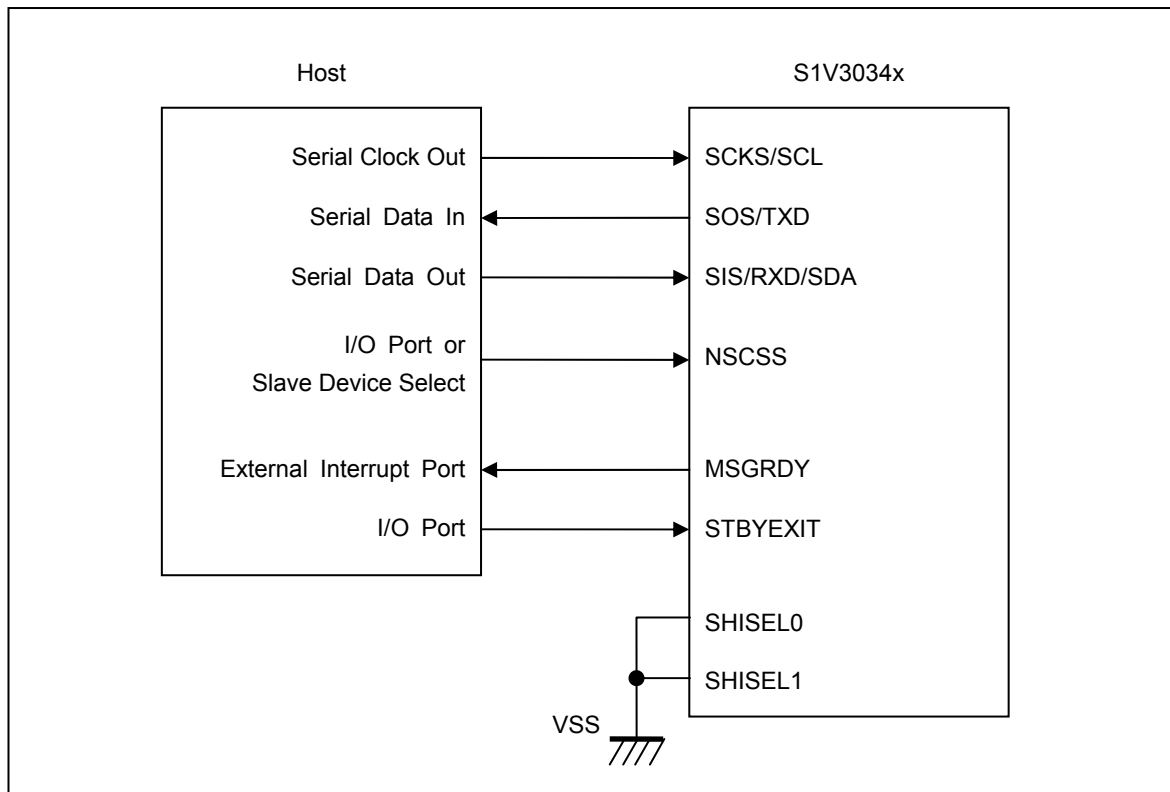 Host S1V3034x
Serial Clock Out SCKS/SCL
Serial Data In SOS/TXD
Serial Data Out SIS/RXD/SDA
I/O Port or
Slave Device Select NSCSS
External Interrupt Port MSGRDY
I/O Port STBYEXIT
SHISEL0
SHISEL1
VSS